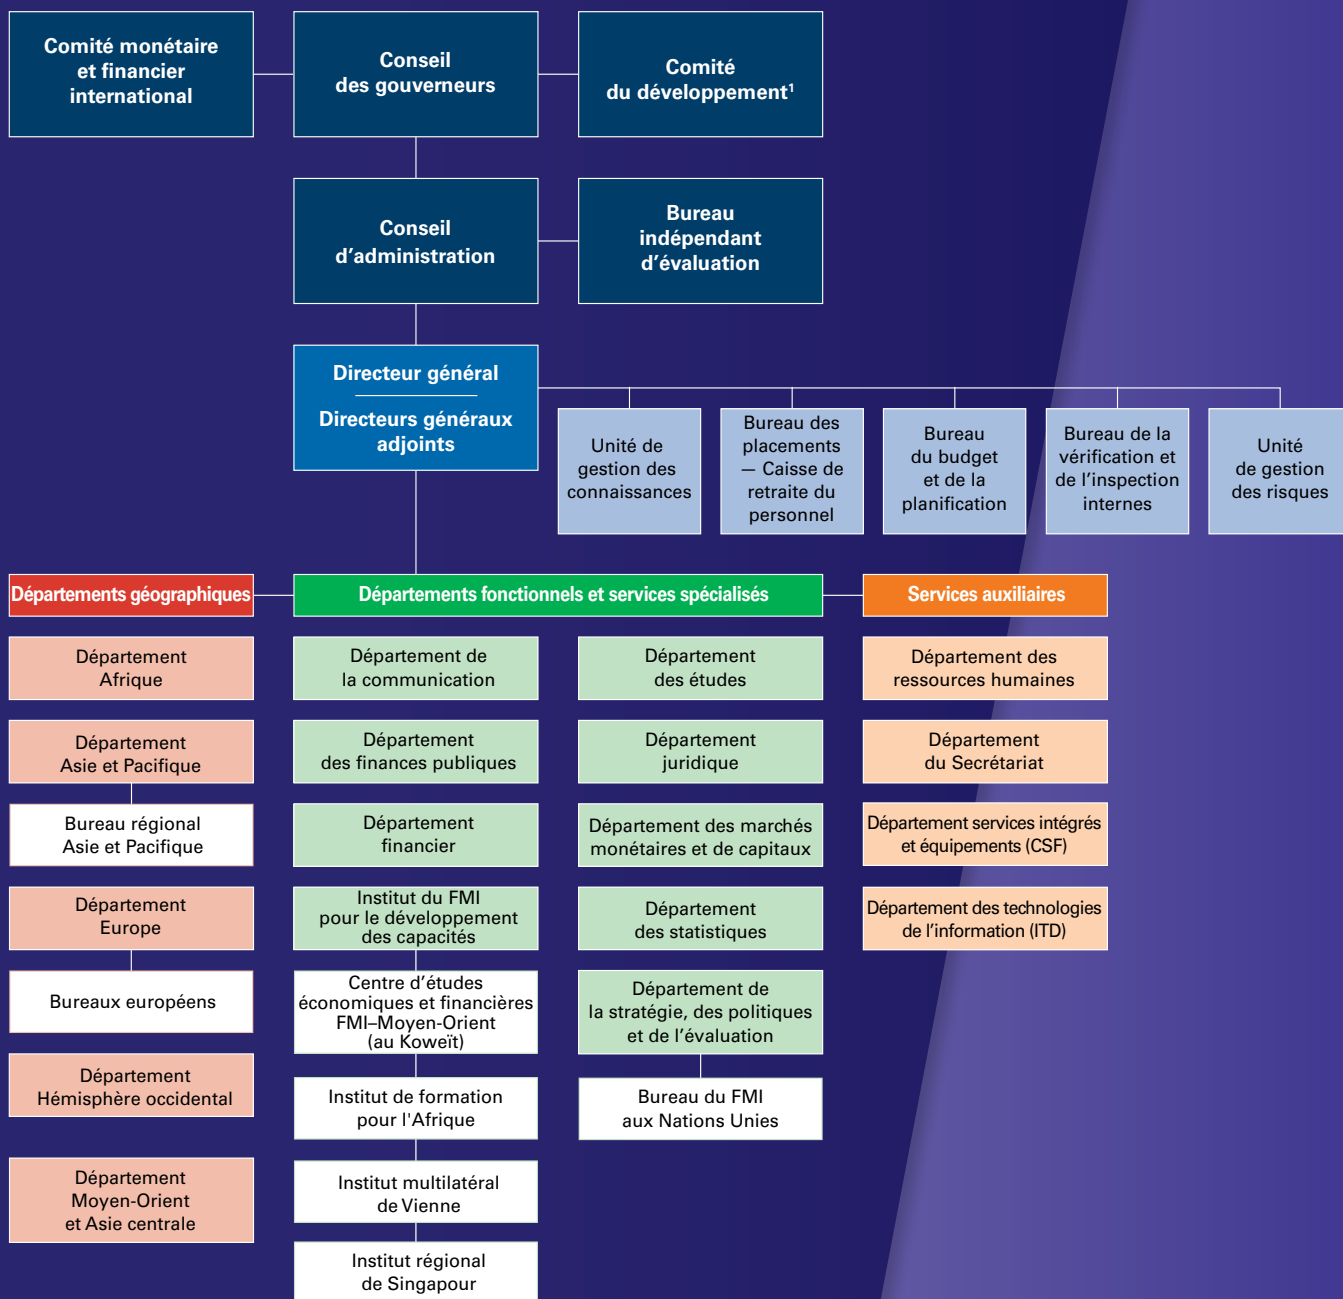 Comité monétaire
et financier
international
Conseil
des gouverneurs
Comité
du développement¹
Conseil
d’administration
Bureau
indépendant
d’évaluation
Directeur général
Directeurs généraux
adjoints
Unité de
gestion des
connaissances
Bureau des
placements
— Caisse de
retraite du
personnel
Bureau
du budget
et de la
planification
Bureau de la
vérification et
de l’inspection
internes
Unité
de gestion
des risques
Départements géographiques
Départements fonctionnels et services spécialisés
Services auxiliaires
Département
Afrique
Département
Asie et Pacifique
Bureau régional
Asie et Pacifique
Département
Europe
Bureaux européens
Département
Hémisphère occidental
Département
Moyen-Orient
et Asie centrale
Département de
la communication
Département
des finances publiques
Département
financier
Institut du FMI
pour le développement
des capacités
Centre d’études
économiques et financières
FMI–Moyen-Orient
(au Koweït)
Institut de formation
pour l'Afrique
Institut multilatéral
de Vienne
Institut régional
de Singapour
Département
des études
Département
juridique
Département des marchés
monétaires et de capitaux
Département
des statistiques
Département de
la stratégie, des politiques
et de l’évaluation
Bureau du FMI
aux Nations Unies
Département des
ressources humaines
Département
du Secrétariat
Département services intégrés
et équipements (CSF)
Département des technologies
de l’information (ITD)